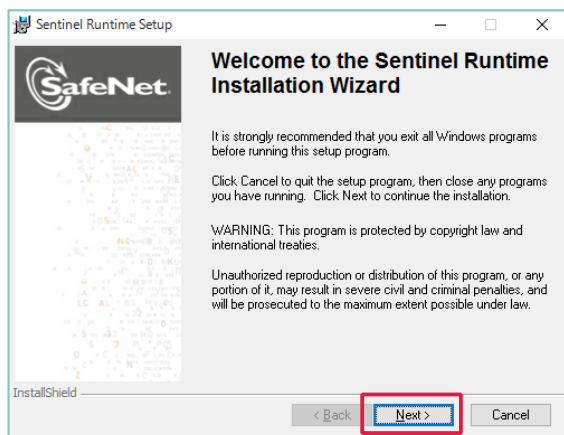 Sentinel Runtime Setup
SafeNet.
Welcome to the Sentinel Runtime
Installation Wizard
It is strongly recommended that you exit all Windows programs
before running this setup program.
Click Cancel to quit the setup program, then close any programs
you have running. Click Next to continue the installation.
WARNING: This program is protected by copyright law and
international treaties.
Unauthorized reproduction or distribution of this program, or any
portion of it, may result in severe civil and criminal penalties, and
will be prosecuted to the maximum extent possible under law.
InstallShield
< Back Next > Cancel